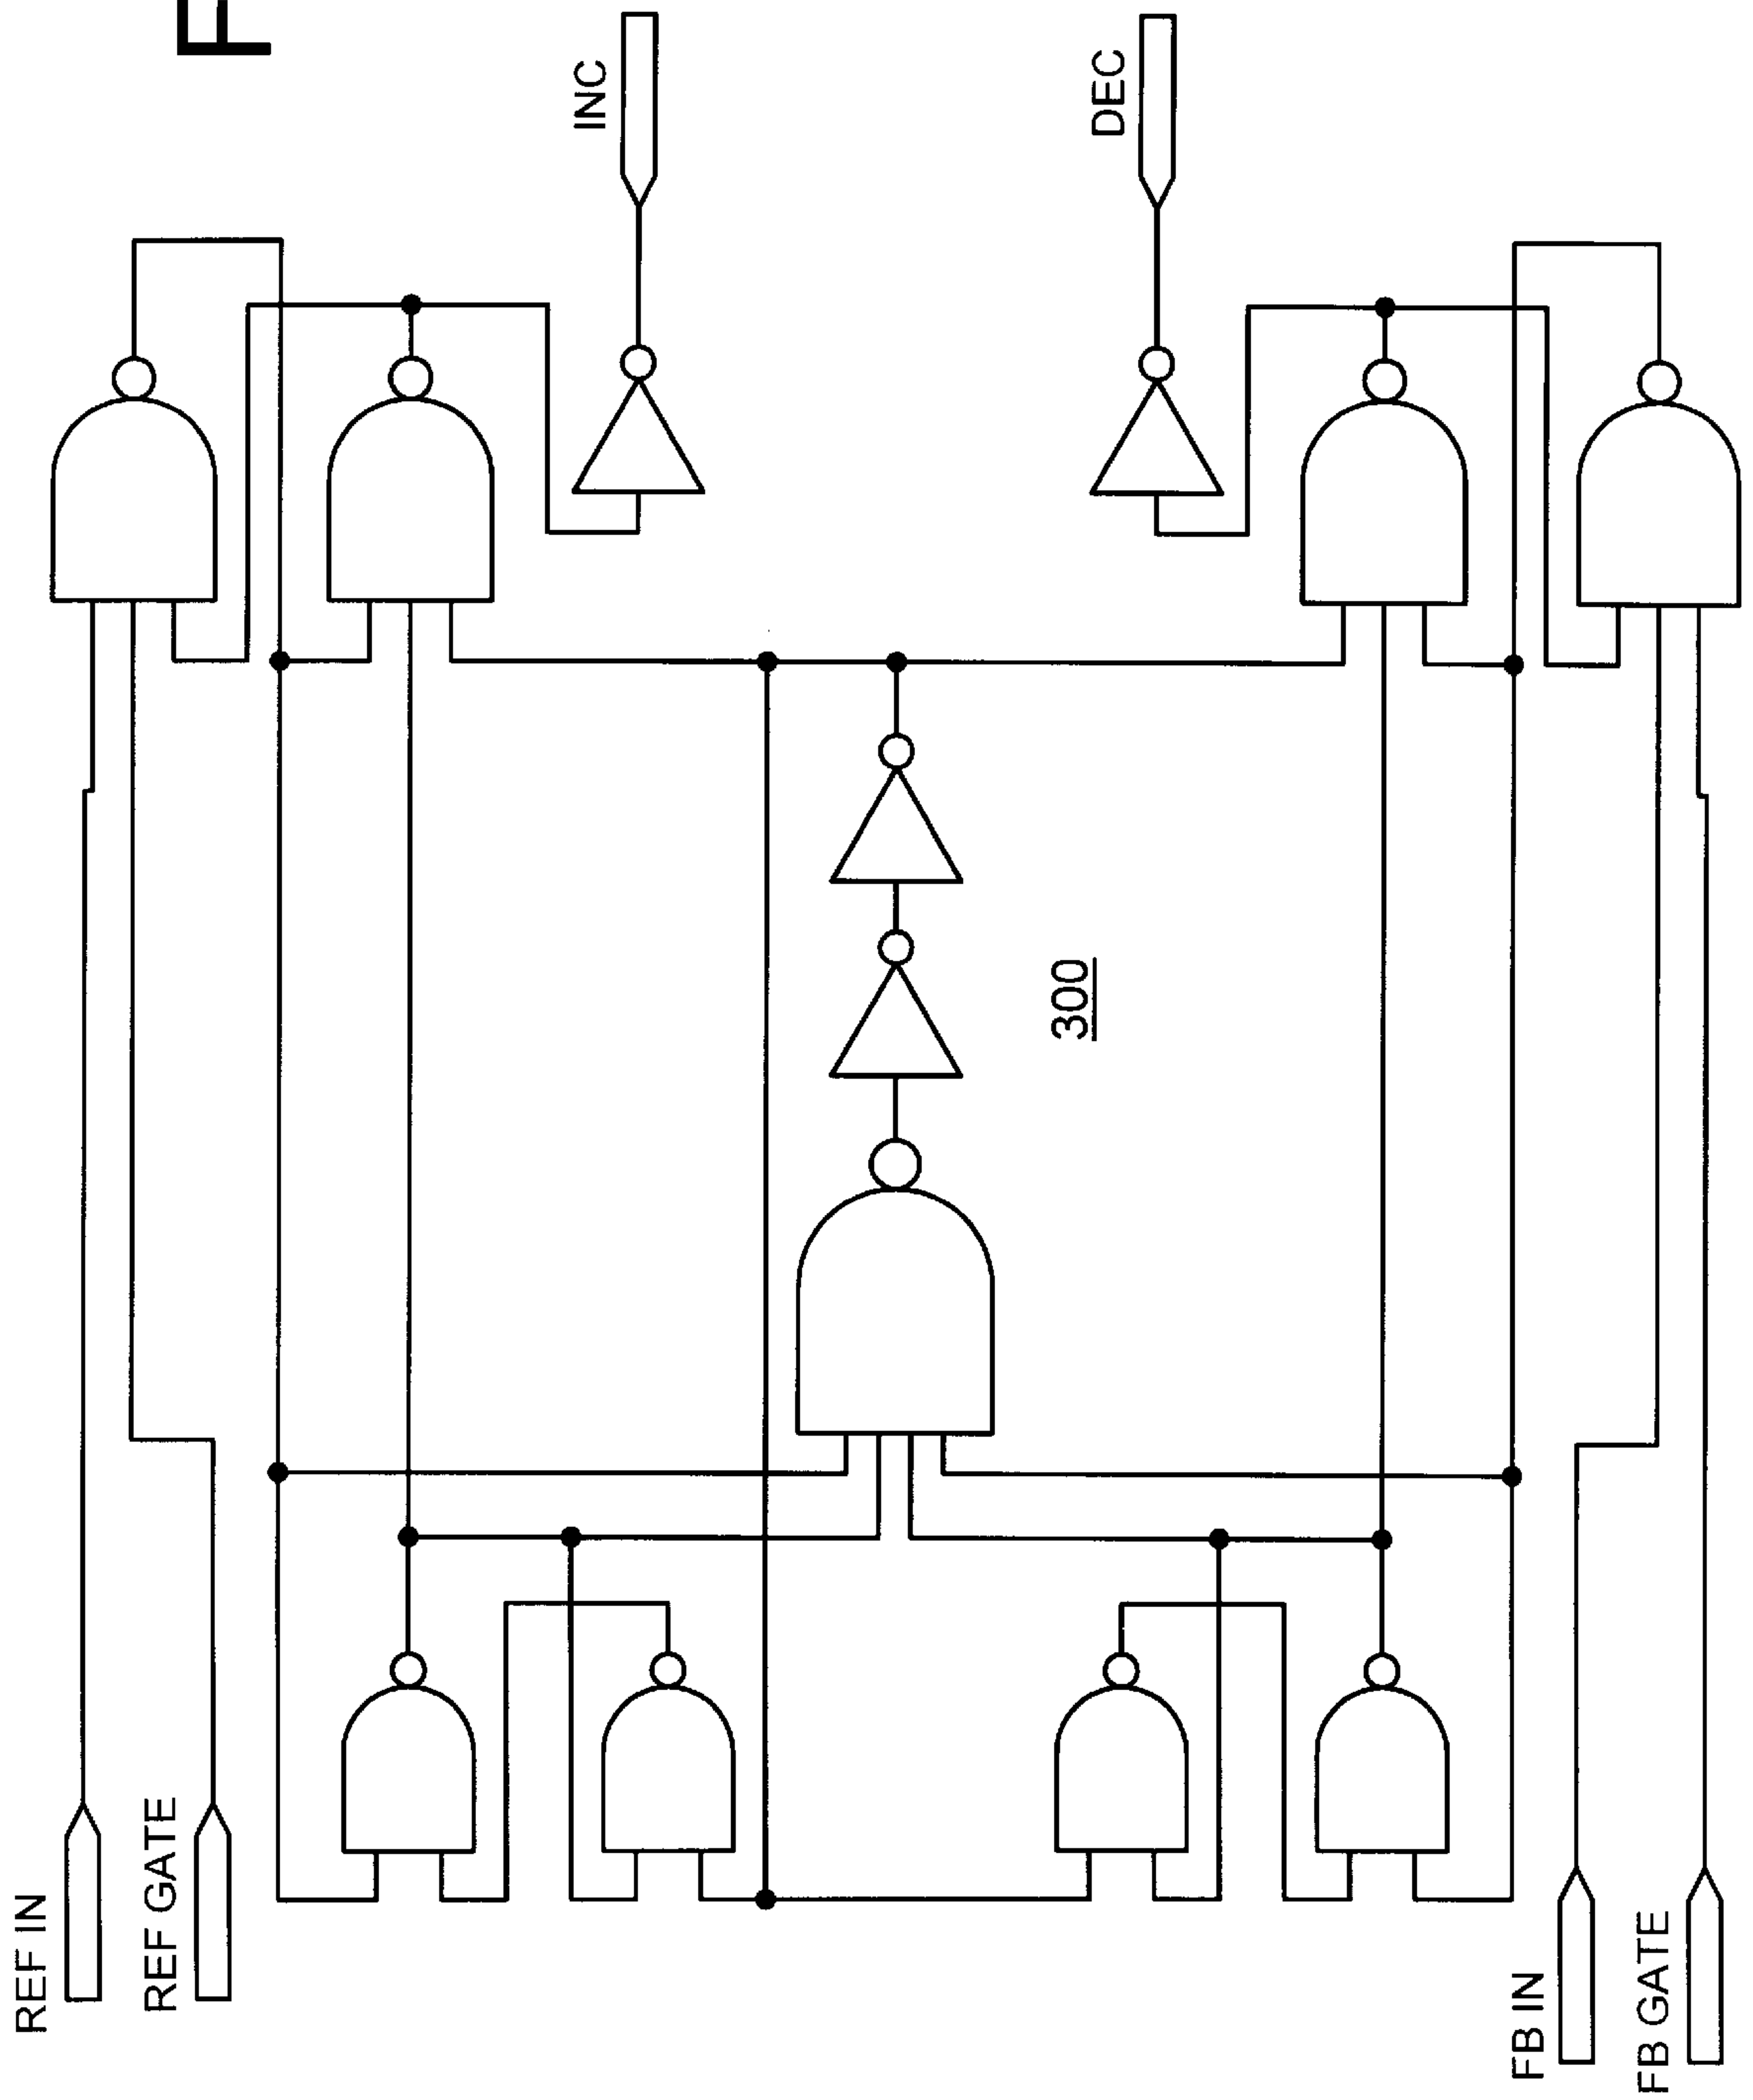 F
REF IN
REF GATE
INC
300
DEC
FB IN
FB GATE